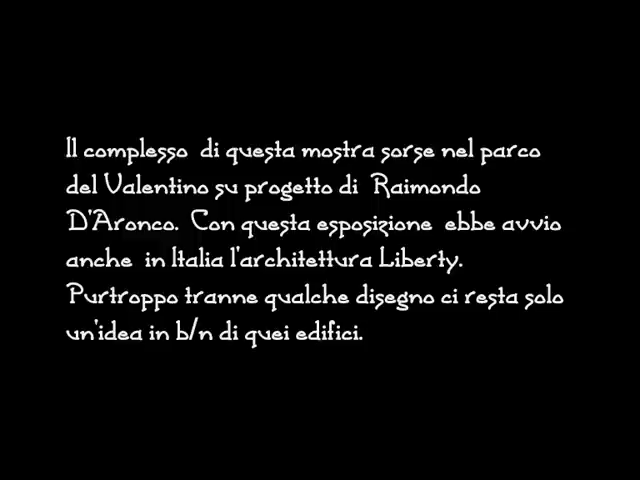 Il complesso di questa mostra sorse nel parco
del Valentino su progetto di Raimondo
D'Aronco. Con questa esposizione ebbe avvio
anche in Italia l'architettura Liberty.
Purtroppo tranne qualche disegno ci resta solo
un'idea in b/n di quei edifici.